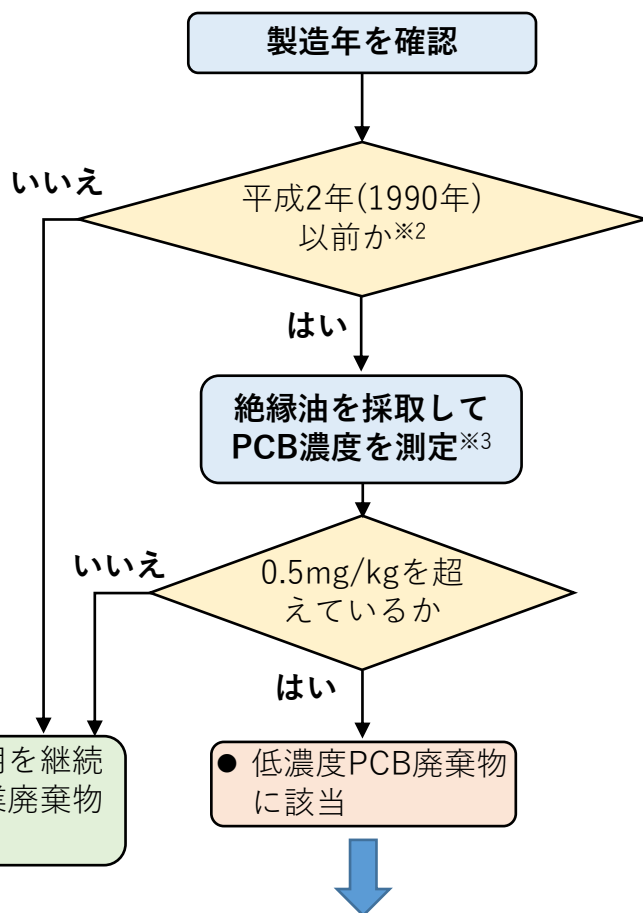 製造年を確認
平成2年(1990年)
以前か※2
いいえ
はい
絶縁油を採取して
PCB濃度を測定※3
いいえ
0.5mg/kgを超
えているか
はい
を継続
廃棄物
● 低濃度PCB廃棄物
に該当